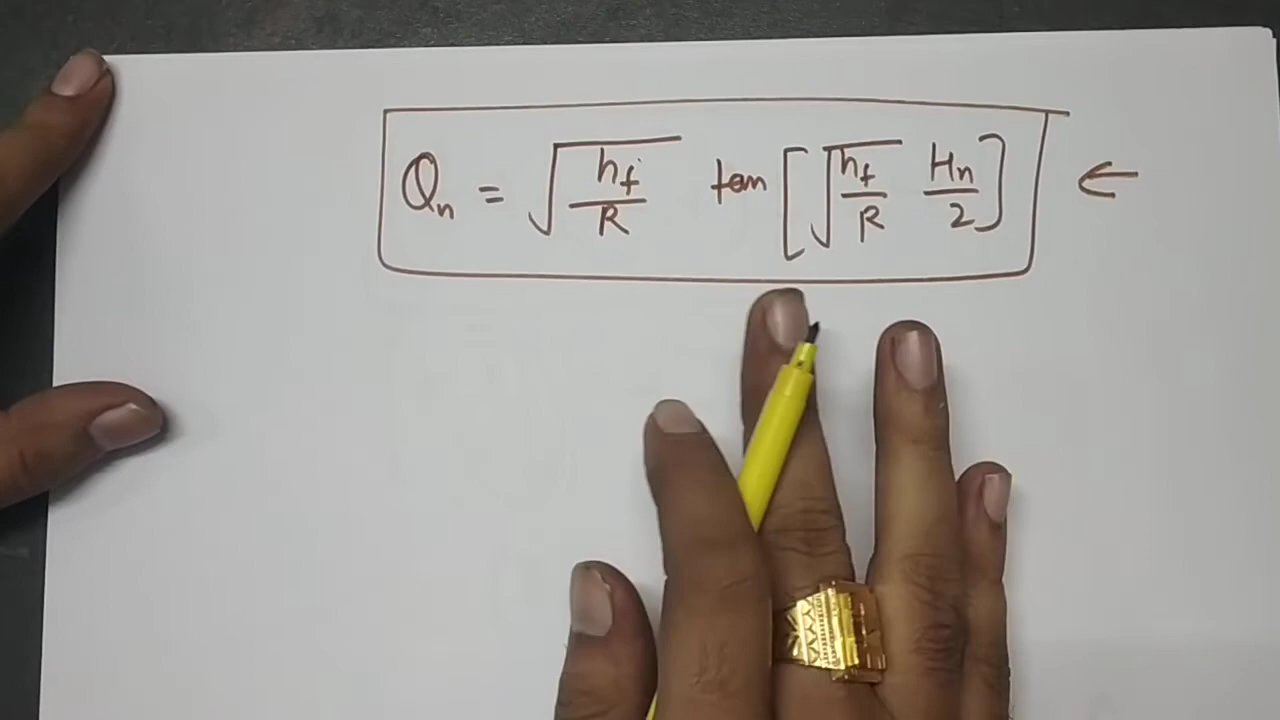 Qn = √(hf/R) tan [√(hf/R) Hn/2] ←